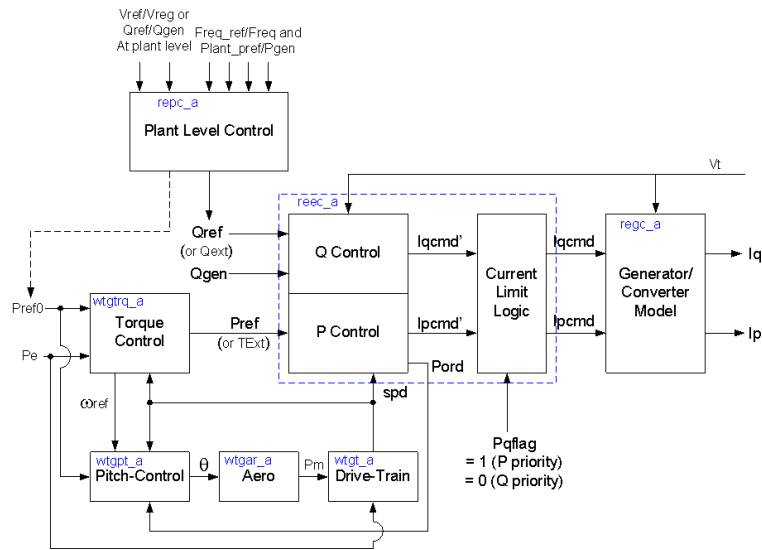 Vref/Vreg or
Qref/Qgen
At plant level
Freq_ref/Freq and
Plant_pref/Pgen
repc_a
Plant Level Control
Vt
reec_a
regc_a
Qref
(or Qext)
Qgen
Q Control
Iqcmd'
Current
Limit
Logic
Iqcmd
Generator/
Converter
Model
Iq
Pref0
wtgtrq_a
Torque
Control
Pref
(or TExt)
P Control
Ipcmd'
Ipcmd
Ip
Pe
Pord
spd
ωref
wtgpt_a
Pitch-Control
θ
wtgar_a
Aero
Pm
wtgt_a
Drive-Train
Pqflag
= 1 (P priority)
= 0 (Q priority)